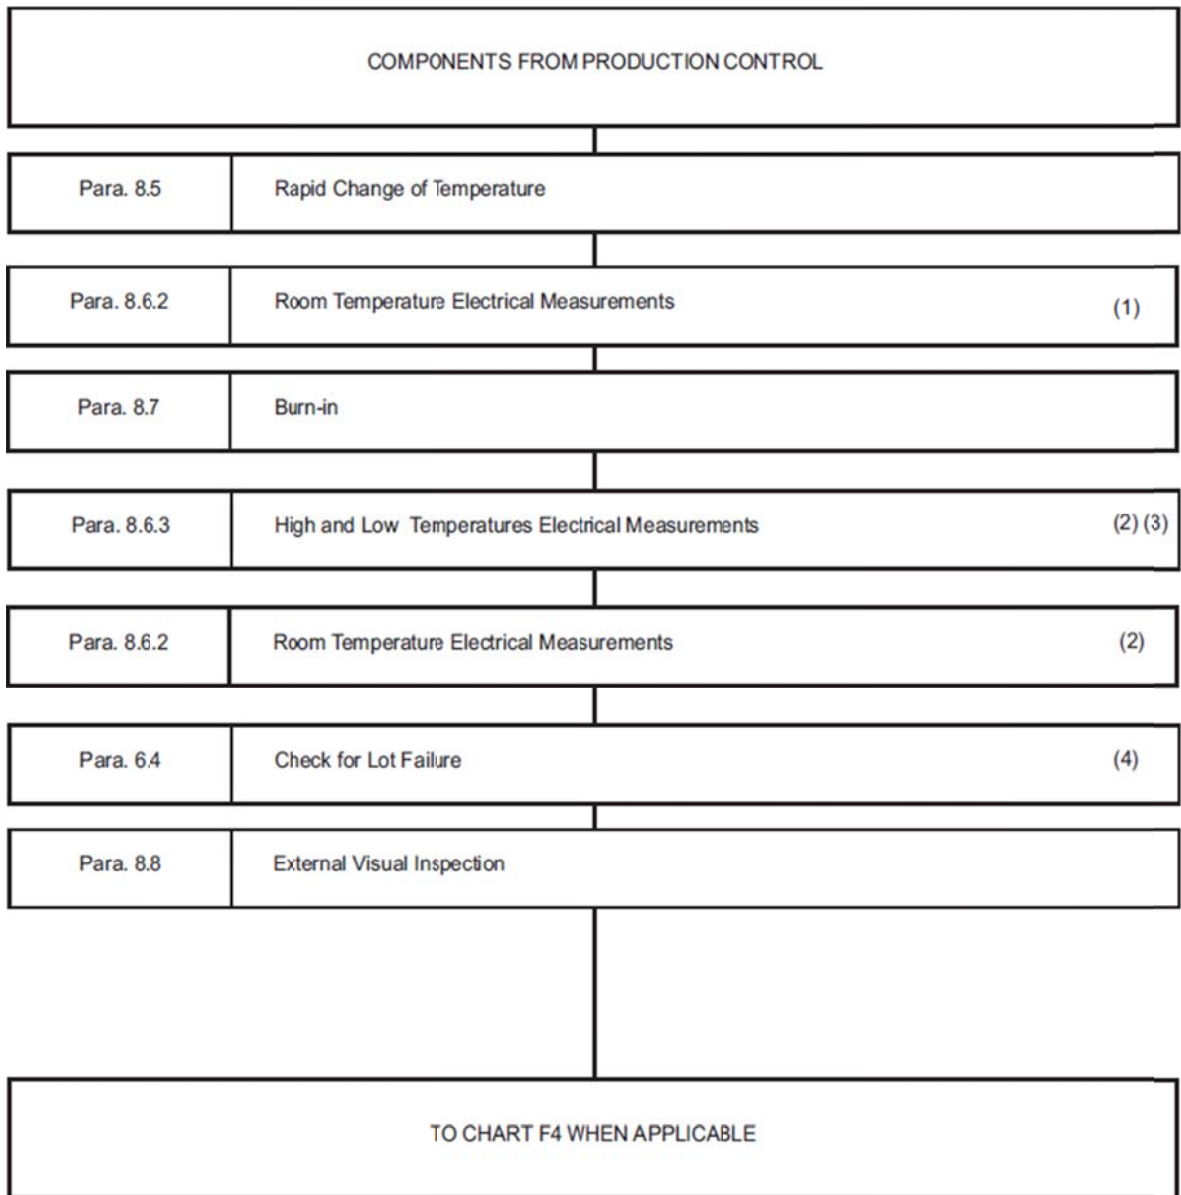 COMPONENTS FROM PRODUCTION CONTROL
Para. 8.5 Rapid Change of Temperature
Para. 8.6.2 Room Temperature Electrical Measurements (1)
Para. 8.7 Burn-in
Para. 8.6.3 High and Low Temperatures Electrical Measurements (2) (3)
Para. 8.6.2 Room Temperature Electrical Measurements (2)
Para. 6.4 Check for Lot Failure (4)
Para. 8.8 External Visual Inspection
TO CHART F4 WHEN APPLICABLE